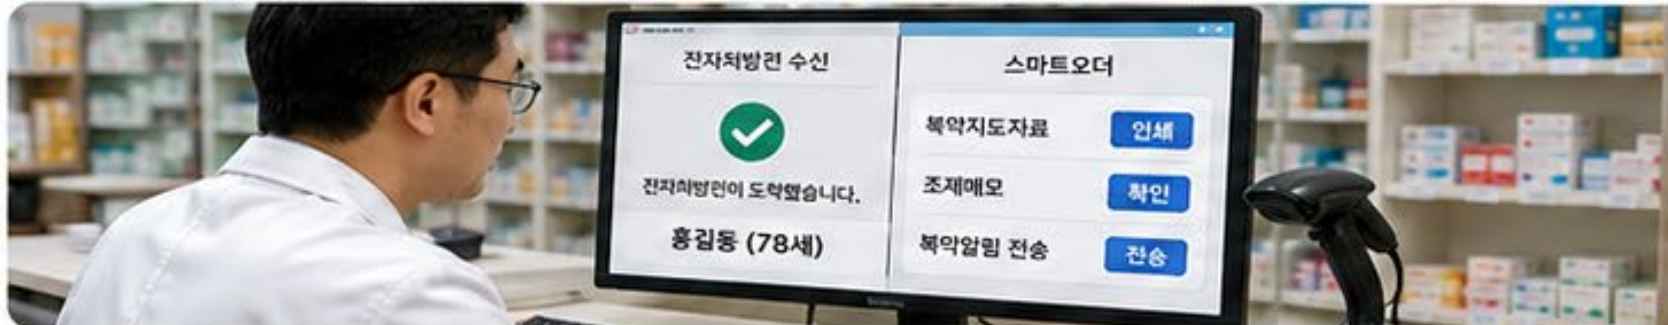 전자처방전 수신
전자처방전이 도착했습니다.
홍길동 (78세)
스마트오더
복약지도자료
인쇄
조제메모
확인
복약알림 전송
전송